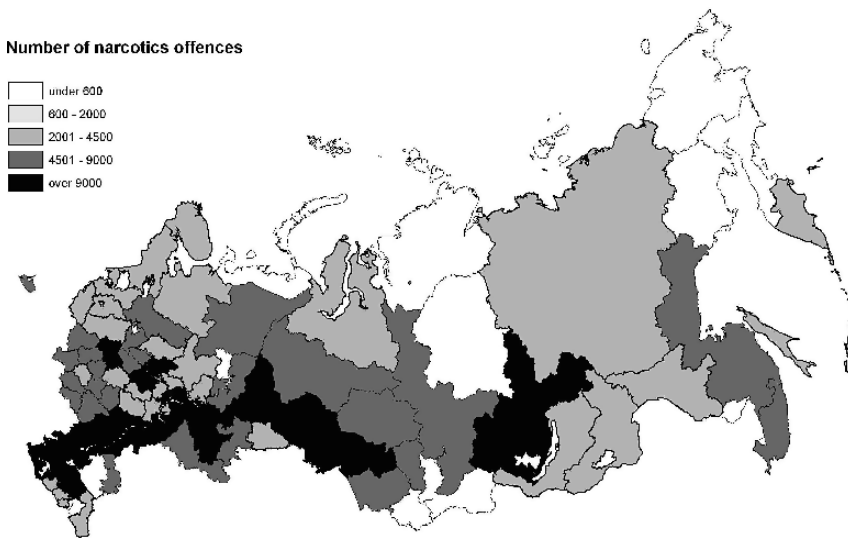 Number of narcotics offences
under 600
600 - 2000
2001 - 4500
4501 - 9000
over 9000